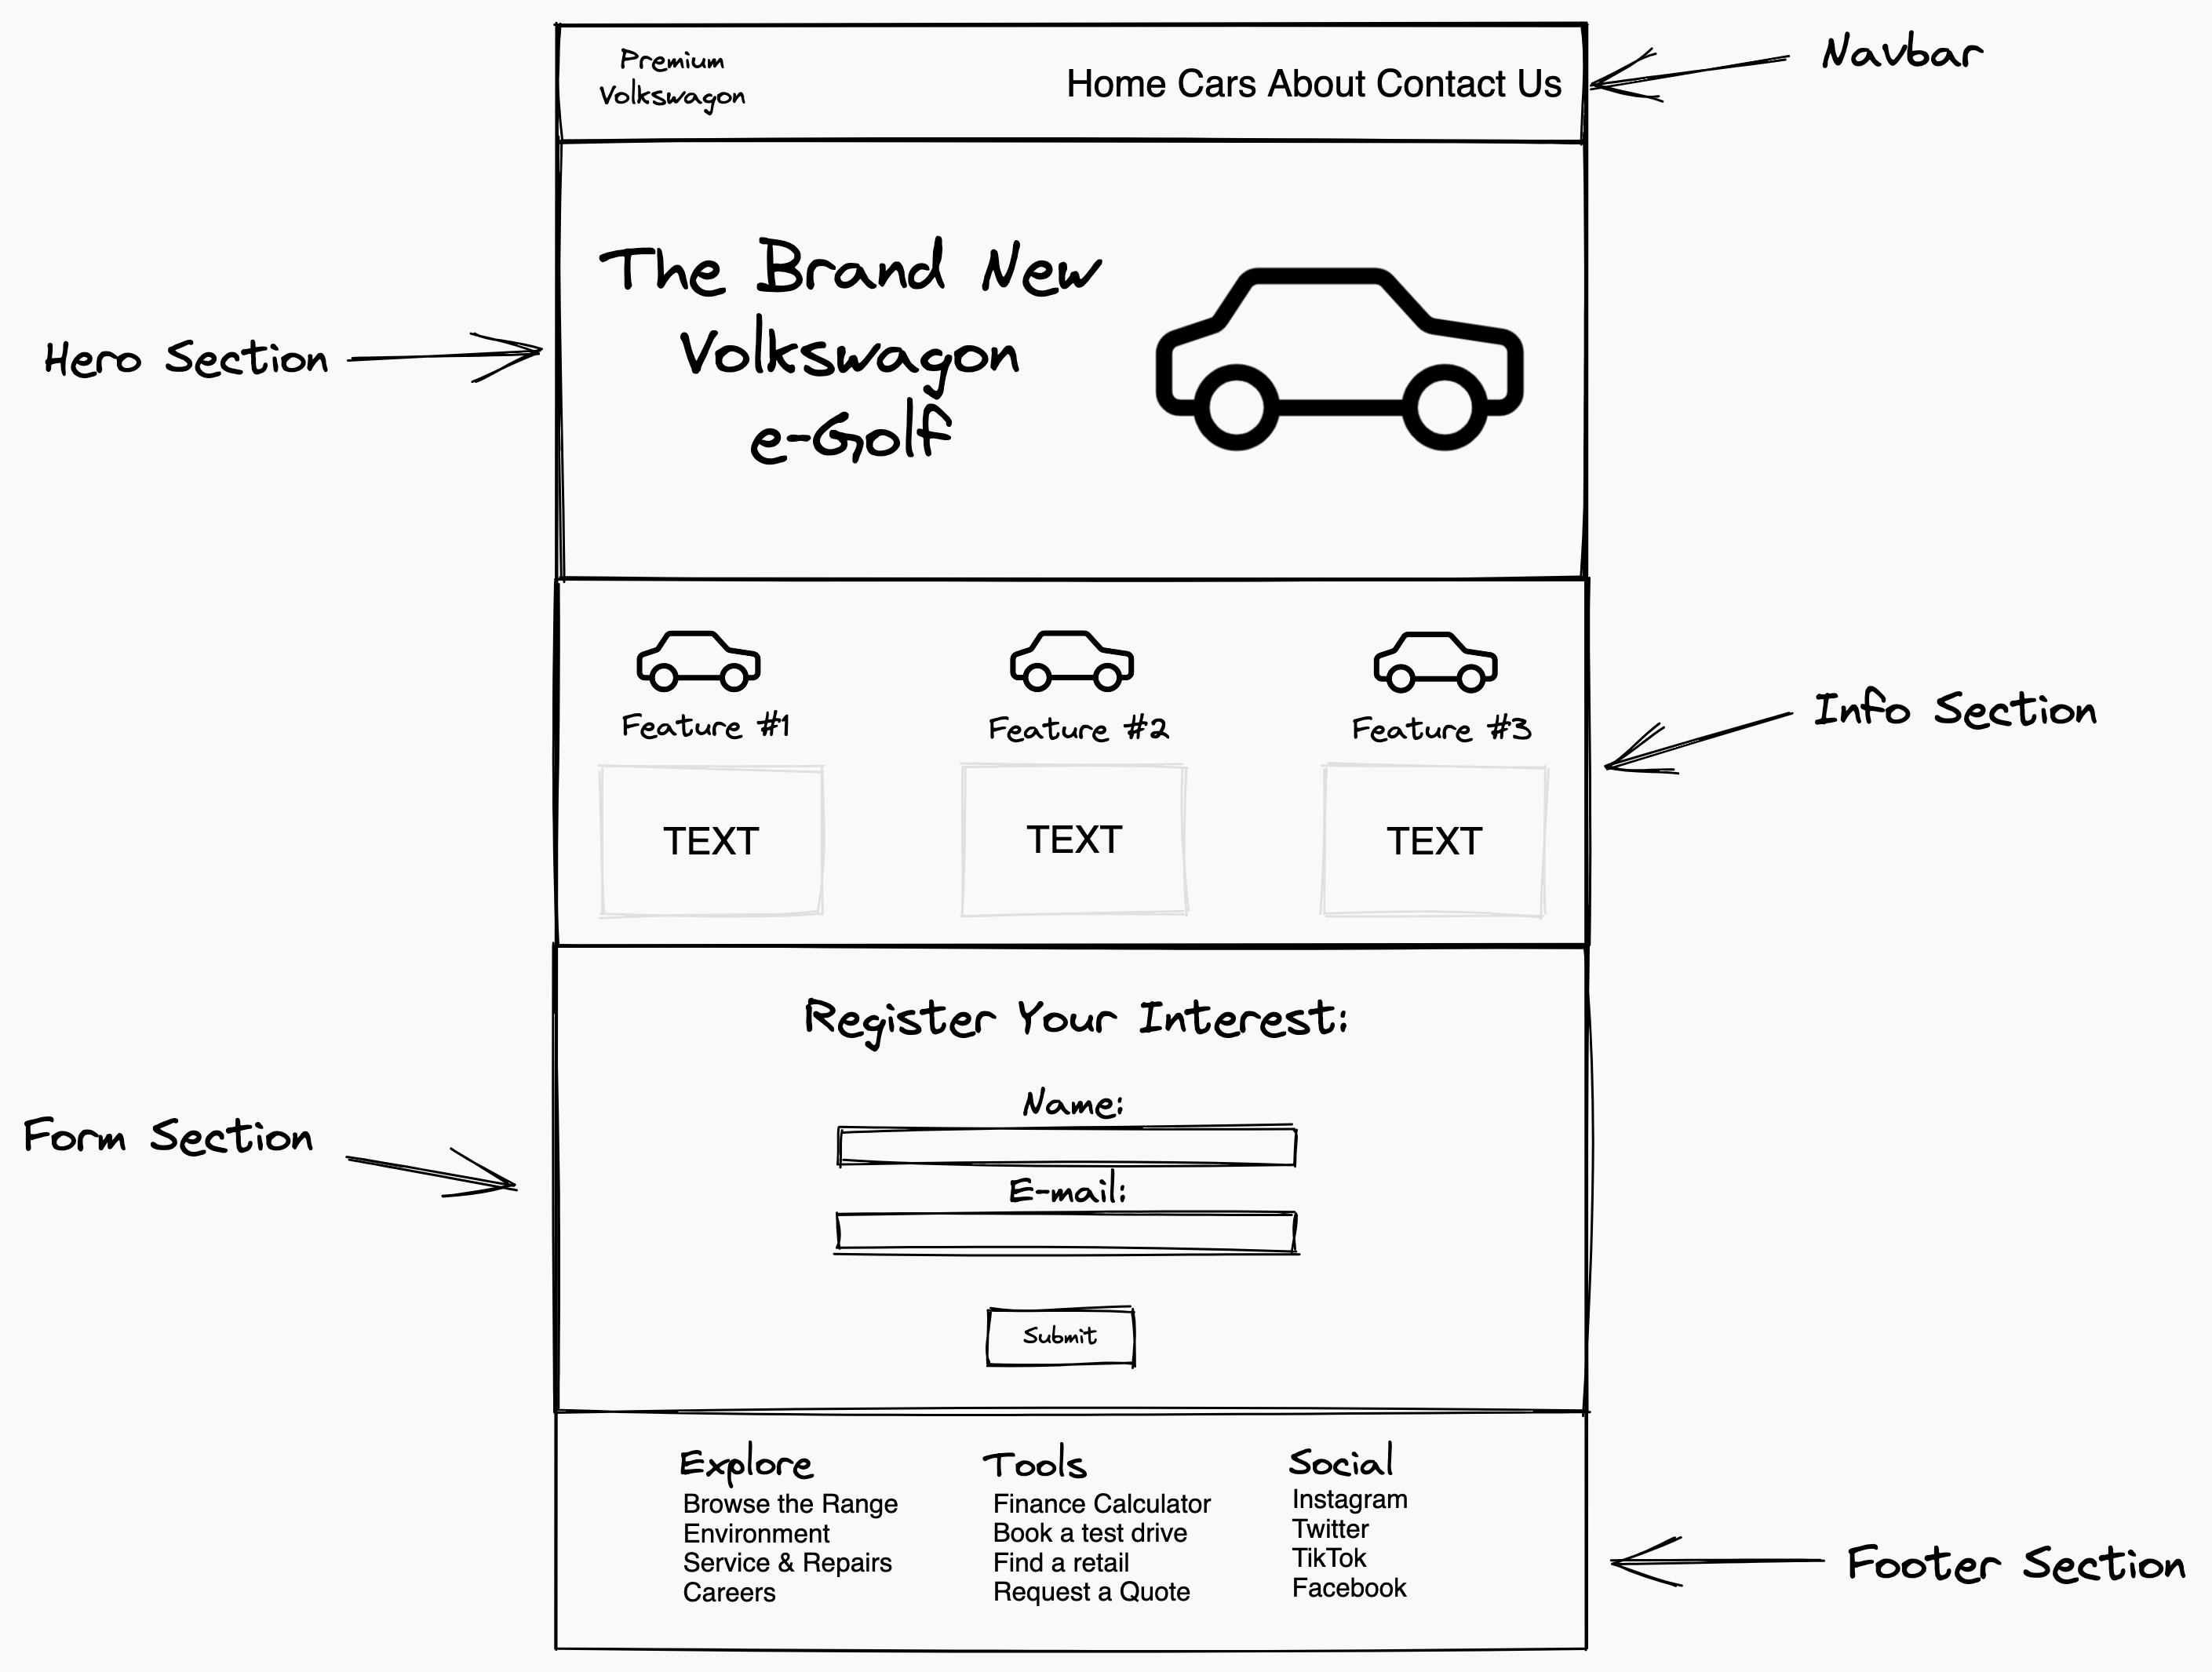 Premium
Volkswagon
Home Cars About Contact Us
Navbar
The Brand New
Volkswagon
e-Golf
Hero Section
Feature #1
Feature #2
Feature #3
TEXT
TEXT
TEXT
Info Section
Register Your Interest:
Name:
E-mail:
Submit
Form Section
Explore
Browse the Range
Environment
Service & Repairs
Careers
Tools
Finance Calculator
Book a test drive
Find a retail
Request a Quote
Social
Instagram
Twitter
TikTok
Facebook
Footer Section